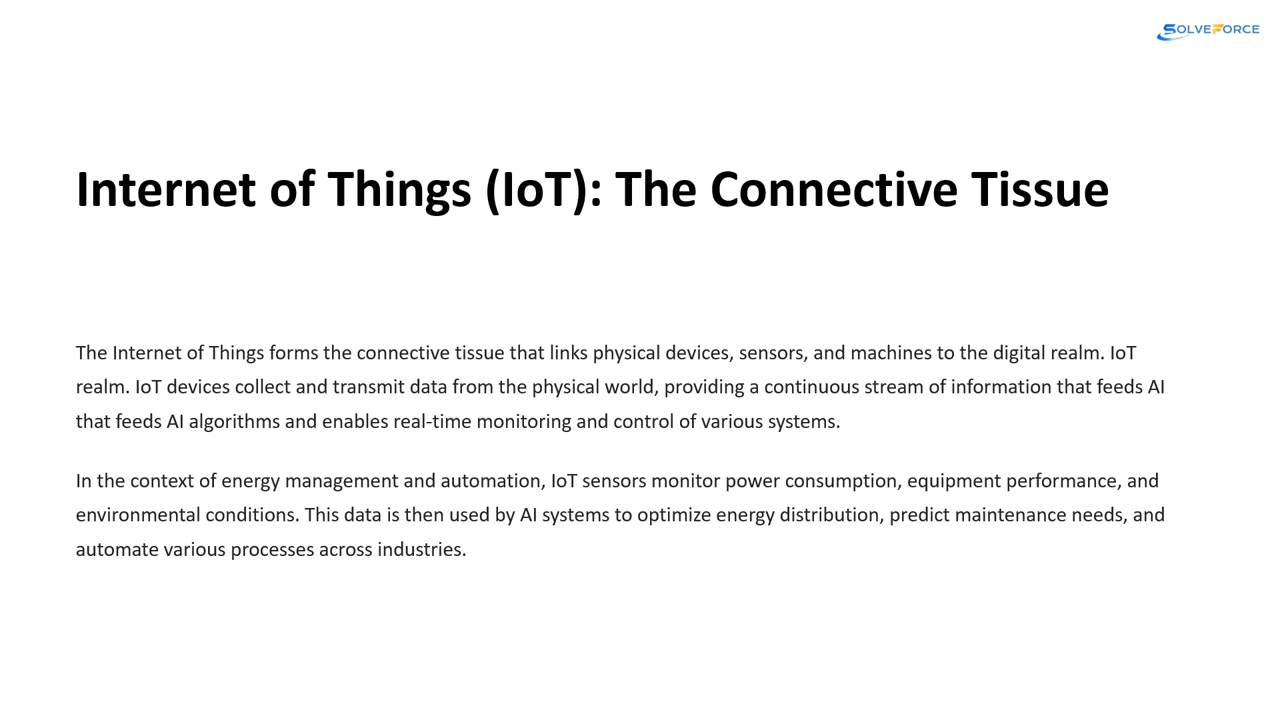 SOLVEFORCE
Internet of Things (IoT): The Connective Tissue
The Internet of Things forms the connective tissue that links physical devices, sensors, and machines to the digital realm. IoT
realm. IoT devices collect and transmit data from the physical world, providing a continuous stream of information that feeds AI
that feeds AI algorithms and enables real-time monitoring and control of various systems.
In the context of energy management and automation, IoT sensors monitor power consumption, equipment performance, and
environmental conditions. This data is then used by AI systems to optimize energy distribution, predict maintenance needs, and
automate various processes across industries.